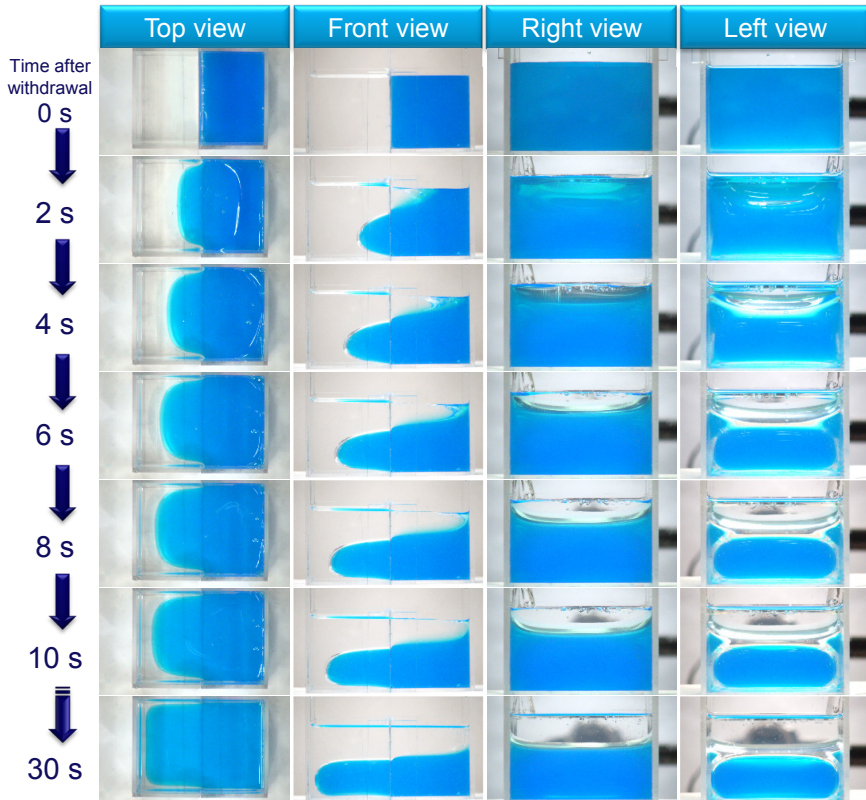 Top view
Front view
Right view
Left view
Time after
withdrawal
0 s
2 s
4 s
6 s
8 s
10 s
30 s